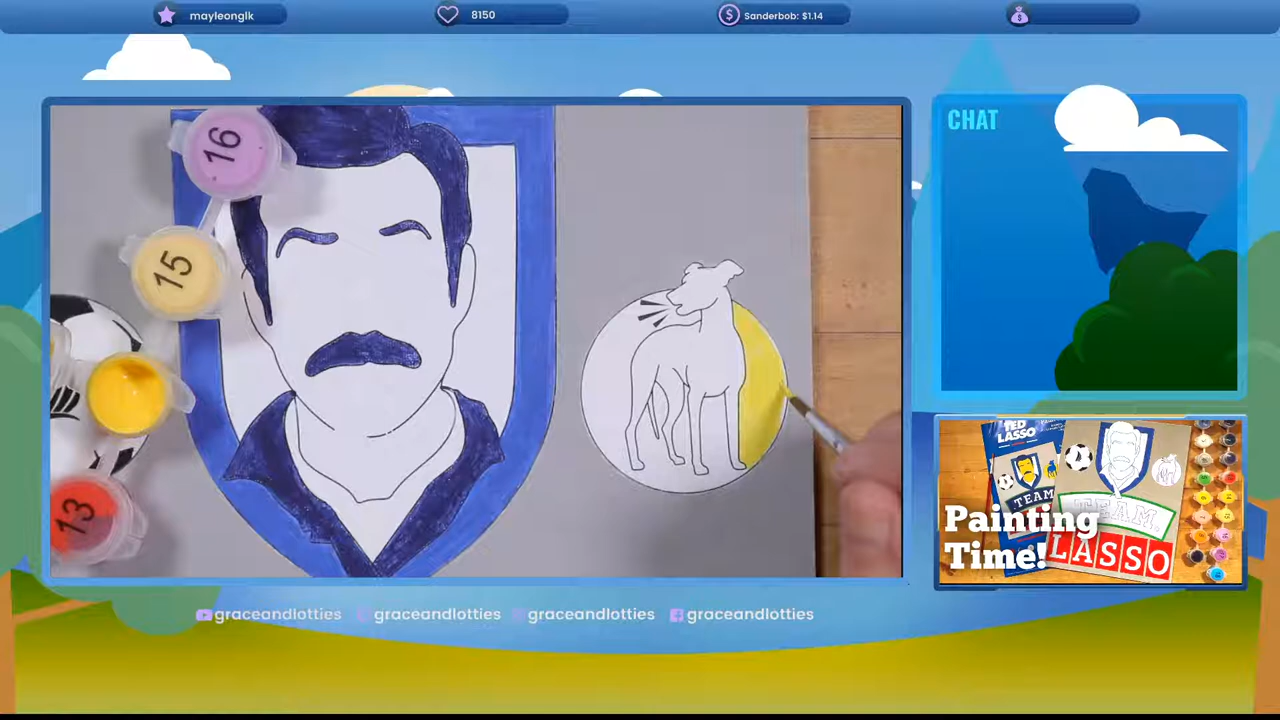 mayleonglk
8150
Sanderbob: $1.14
CHAT
16
15
13
TED
LASSO
TEAM
TEAM.
Painting
Time!
LASSO
graceandlotties
graceandlotties
graceandlotties
graceandlotties